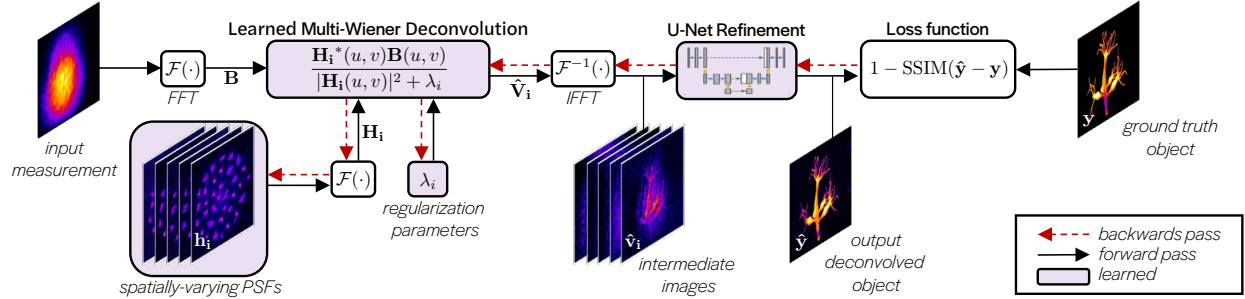 Learned Multi-Wiener Deconvolution
U-Net Refinement
Loss function
F(·)
FFT
B
H_i*(u, v)B(u, v)
|H_i(u, v)|² + λ_i
V̂_i
F⁻¹(·)
IFFT
1 − SSIM(ŷ − y)
y
ground truth
object
input
measurement
H_i
F(·)
λ_i
regularization
parameters
h_i
spatially-varying PSFs
v̂_i
intermediate
images
ŷ
output
deconvolved
object
backwards pass
forward pass
learned